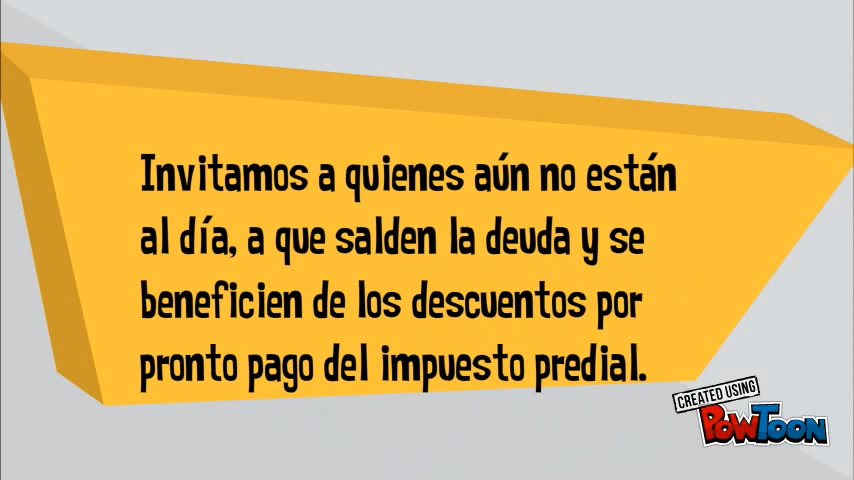 Invitamos a quienes aún no están
al día, a que salden la deuda y se
beneficien de los descuentos por
pronto pago del impuesto predial.
CREATED USING
POWTOON